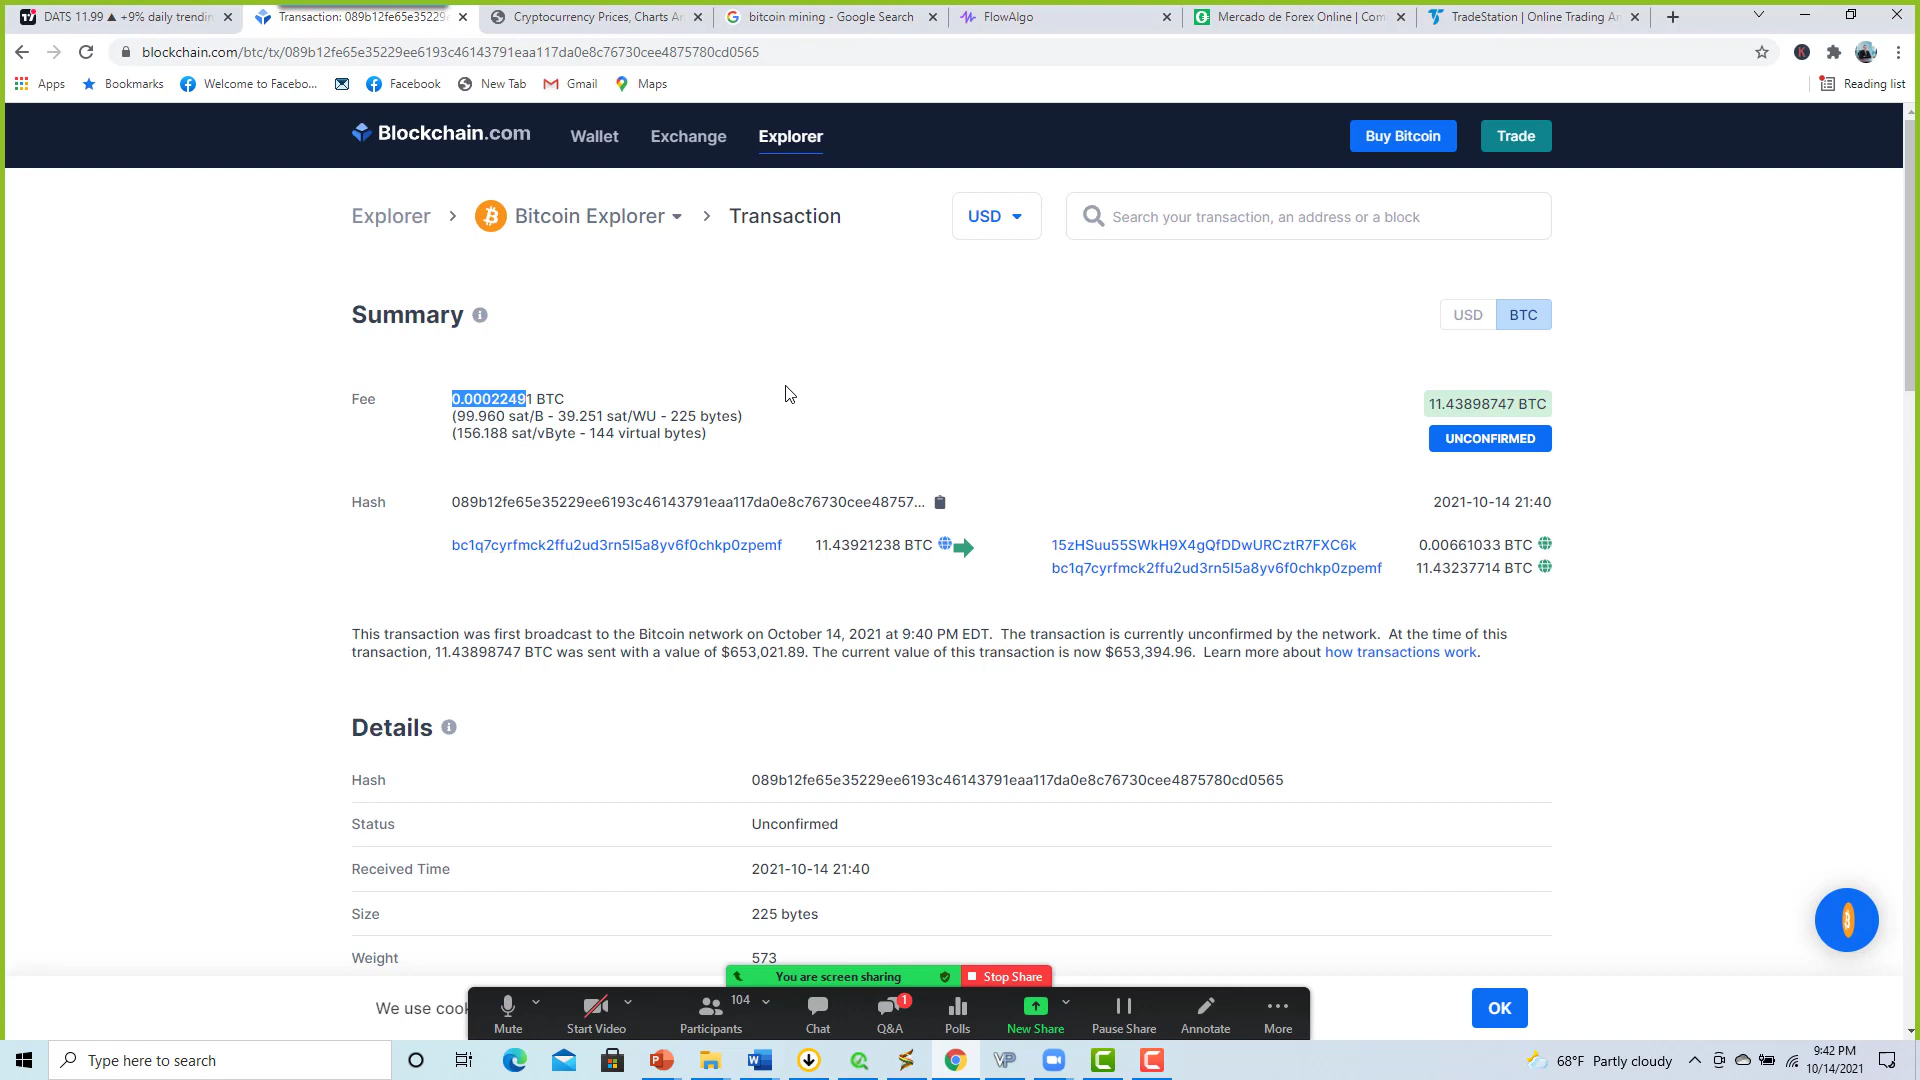 DATS 11.99 ▲ +9% daily trendin
Transaction: 089b12fe65e35229
Cryptocurrency Prices, Charts A
bitcoin mining - Google Search
FlowAlgo
Mercado de Forex Online | Com
TradeStation | Online Trading A
blockchain.com/btc/tx/089b12fe65e35229ee6193c46143791eaa117da0e8c76730cee4875780cd0565
Apps
Bookmarks
Welcome to Facebo...
Facebook
New Tab
Gmail
Maps
Reading list
Blockchain.com
Wallet
Exchange
Explorer
Buy Bitcoin
Trade
Explorer > Bitcoin Explorer > Transaction
USD
Search your transaction, an address or a block
Summary
USD
BTC
Fee
0.00022491 BTC
(99.960 sat/B - 39.251 sat/WU - 225 bytes)
(156.188 sat/vByte - 144 virtual bytes)
11.43898747 BTC
UNCONFIRMED
Hash
089b12fe65e35229ee6193c46143791eaa117da0e8c76730cee48757...
2021-10-14 21:40
bc1q7cyrfmck2ffu2ud3rn5l5a8yv6f0chkp0zpemf
11.43921238 BTC
15zHSuu55SWkH9X4gQfDDwURCztR7FXC6k
0.00661033 BTC
bc1q7cyrfmck2ffu2ud3rn5l5a8yv6f0chkp0zpemf
11.43237714 BTC
This transaction was first broadcast to the Bitcoin network on October 14, 2021 at 9:40 PM EDT. The transaction is currently unconfirmed by the network. At the time of this
transaction, 11.43898747 BTC was sent with a value of $653,021.89. The current value of this transaction is now $653,394.96. Learn more about how transactions work.
Details
Hash
089b12fe65e35229ee6193c46143791eaa117da0e8c76730cee4875780cd0565
Status
Unconfirmed
Received Time
2021-10-14 21:40
Size
225 bytes
Weight
573
You are screen sharing
Stop Share
We use cook
OK
Mute
Start Video
104
Participants
Chat
1
Q&A
Polls
New Share
Pause Share
Annotate
More
Type here to search
68°F Partly cloudy
9:42 PM
10/14/2021